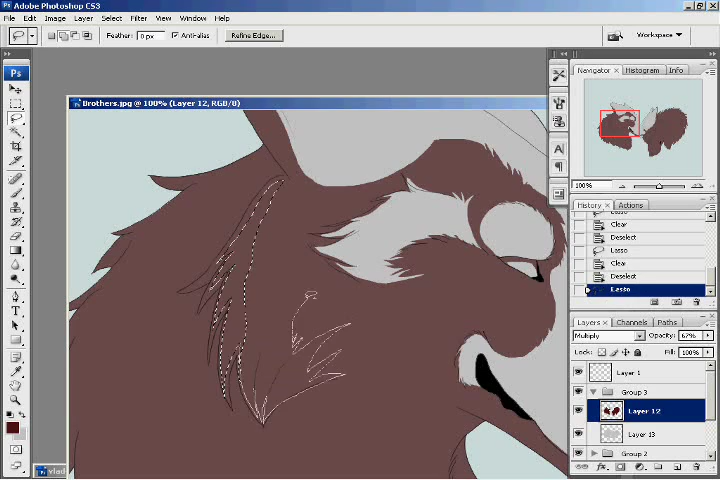 Adobe Photoshop CS3
File Edit Image Layer Select Filter View Window Help
Feather: 0 px Anti-alias Refine Edge... Workspace
Ps
Brothers.jpg @ 100% (Layer 12, RGB/8)
Navigator × Histogram Info
100%
History × Actions
Lasso
Clear
Deselect
Lasso
Clear
Deselect
Lasso
Layers × Channels Paths
Multiply Opacity: 67%
Lock: Fill: 100%
Layer 1
Group 3
Layer 12
Layer 13
Group 2
vlad